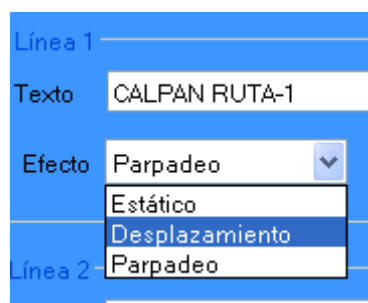 Línea 1
Texto CALPAN RUTA-1
Efecto Parpadeo
Estático
Desplazamiento
Parpadeo
Línea 2